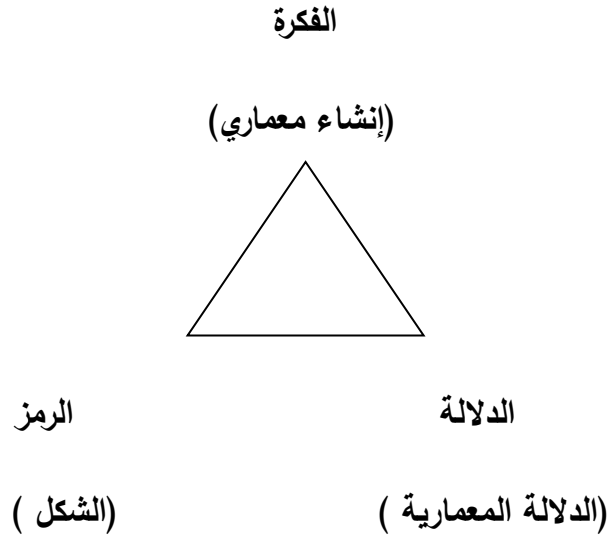 الفكرة
(إنشاء معماري)
الدلالة
الرمز
(الدلالة المعمارية )
(الشكل )